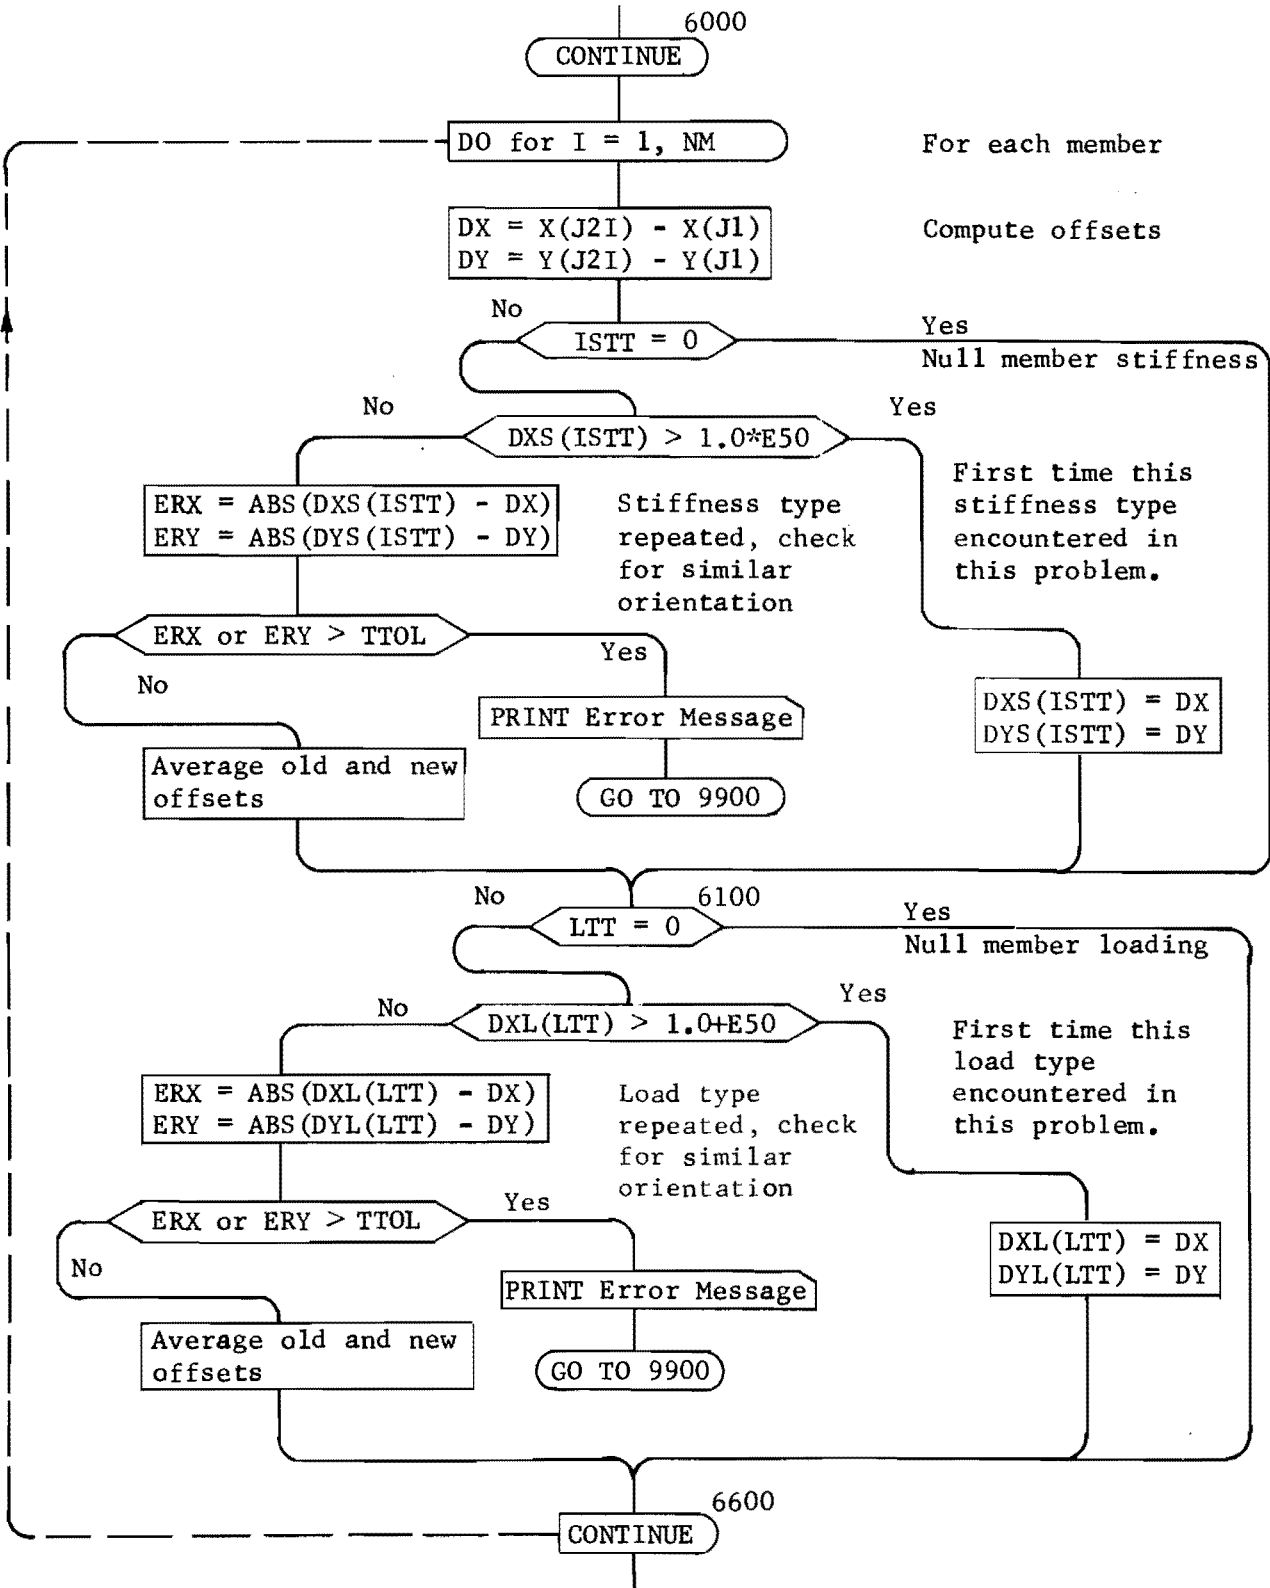 6000
CONTINUE
DO for I = 1, NM
For each member
DX = X(J2I) - X(J1)
DY = Y(J2I) - Y(J1)
Compute offsets
No
ISTT = 0
Yes
Null member stiffness
No
DXS(ISTT) > 1.0*E50
Yes
First time this
stiffness type
encountered in
this problem.
ERX = ABS(DXS(ISTT) - DX)
ERY = ABS(DYS(ISTT) - DY)
Stiffness type
repeated, check
for similar
orientation
ERX or ERY > TTOL
Yes
No
PRINT Error Message
DXS(ISTT) = DX
DYS(ISTT) = DY
Average old and new
offsets
GO TO 9900
No
6100
LTT = 0
Yes
Null member loading
No
DXL(LTT) > 1.0+E50
Yes
First time this
load type
encountered in
this problem.
ERX = ABS(DXL(LTT) - DX)
ERY = ABS(DYL(LTT) - DY)
Load type
repeated, check
for similar
orientation
ERX or ERY > TTOL
Yes
No
PRINT Error Message
DXL(LTT) = DX
DYL(LTT) = DY
Average old and new
offsets
GO TO 9900
6600
CONTINUE